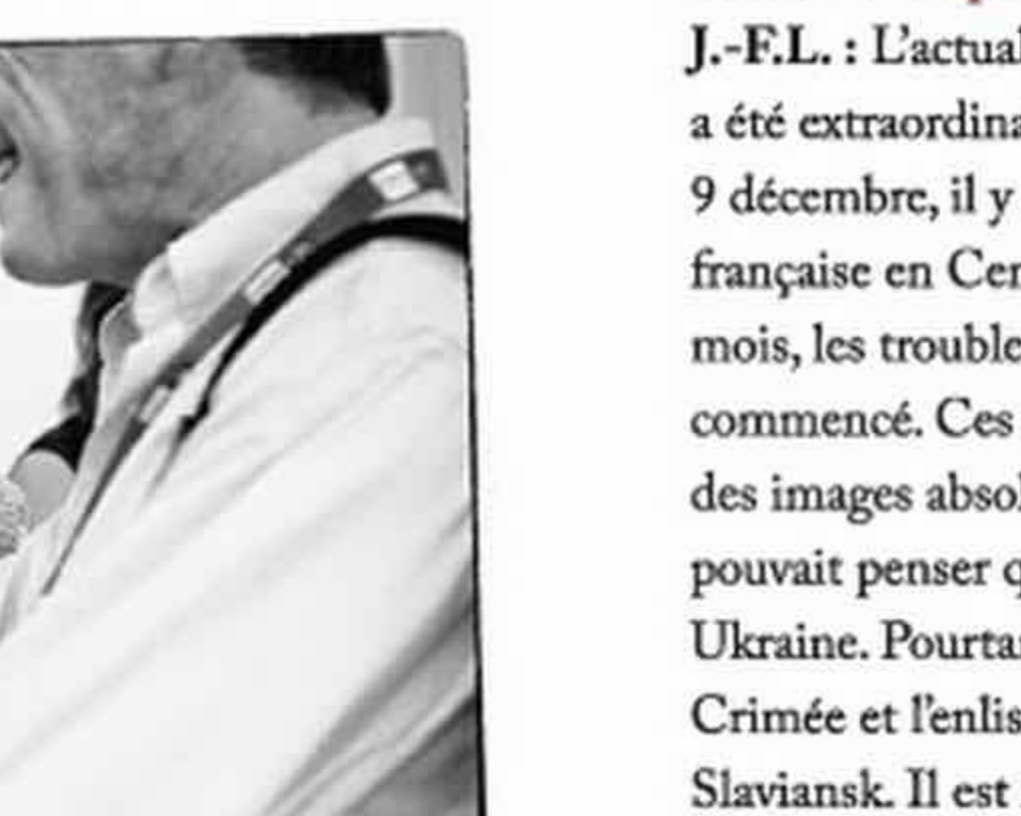 J.-F.L. : L'actual
a été extraordina
9 décembre, il y
française en Cen
mois, les trouble
commencé. Ces
des images absol
pouvait penser q
Ukraine. Pourtan
Crimée et l'enlis
Slaviansk. Il est